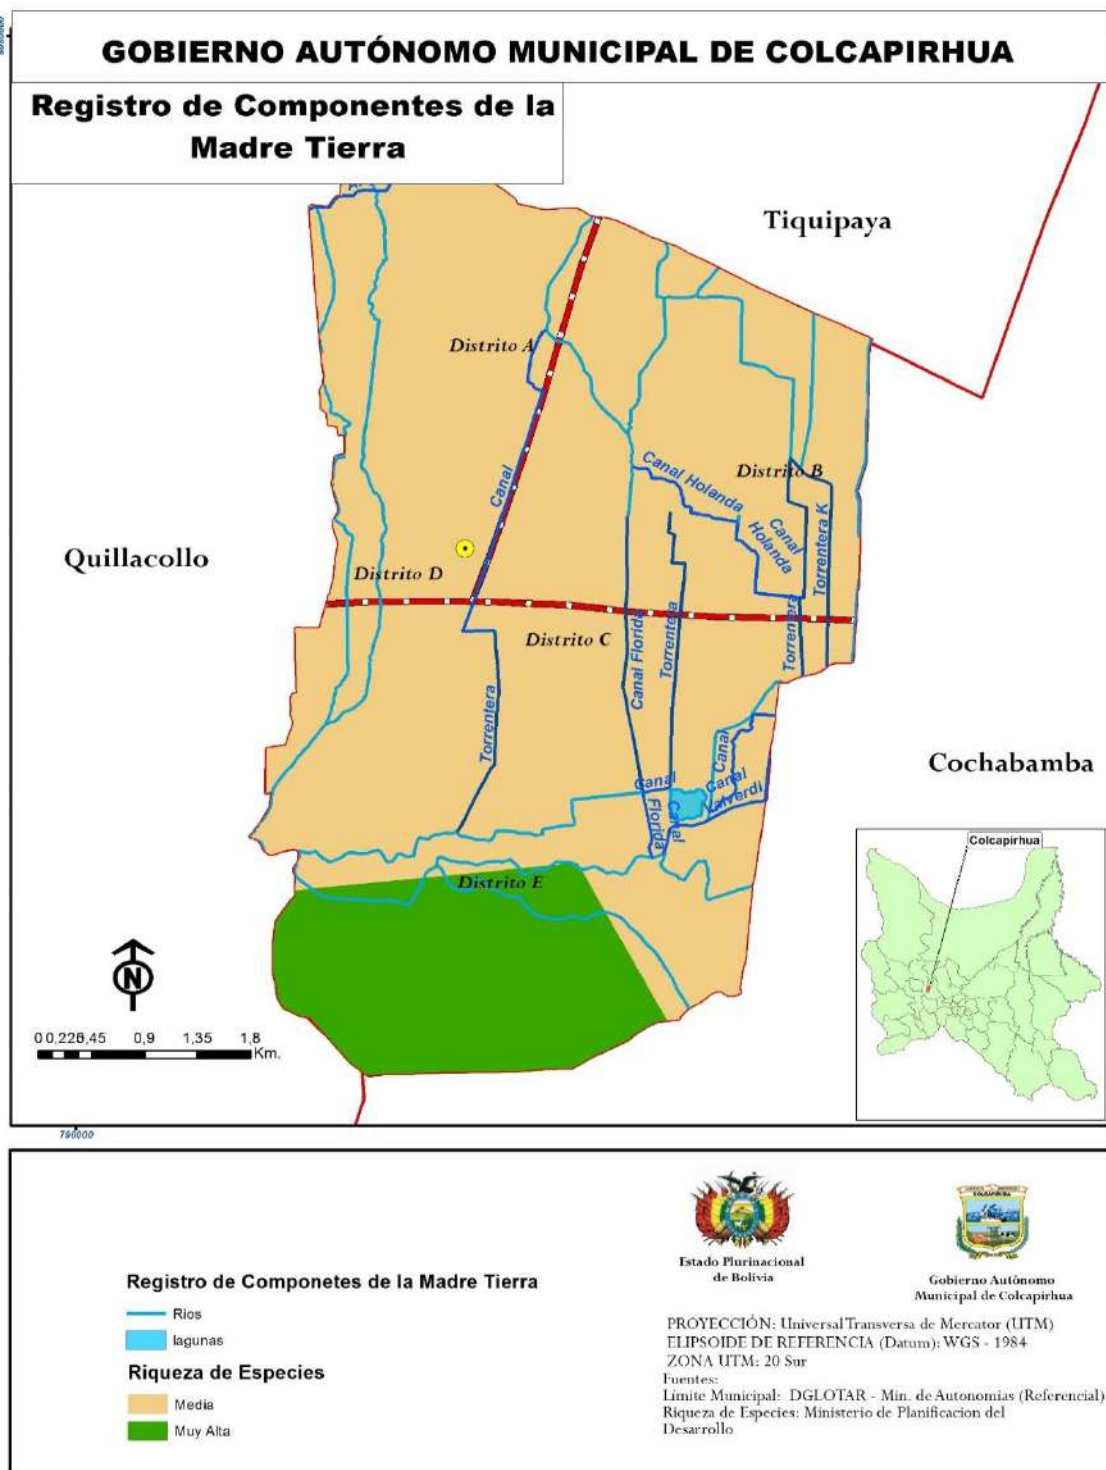 GOBIERNO AUTÓNOMO MUNICIPAL DE COLCAPIRHUA
Registro de Componentes de la
Madre Tierra
Tiquipaya
Distrito A
Canal Holanda
Distrito B
Canal
Canal
Holanda
Torrentera K
Quillacollo
Distrito D
Distrito C
Canal Florida
Torrentera
Torrentera
Torrentera
Canal
Canal
Canal
Valverdi
Florida
Canal
Cochabamba
Distrito E
Colcapirhua
N
0 0,225 0,45 0,9 1,35 1,8
Km.
Estado Plurinacional
de Bolivia
Gobierno Autónomo
Municipal de Colcapirhua
Registro de Componetes de la Madre Tierra
Rios
lagunas
Riqueza de Especies
Media
Muy Alta
PROYECCIÓN: Universal Transversa de Mercator (UTM)
ELIPSOIDE DE REFERENCIA (Datum): WGS - 1984
ZONA UTM: 20 Sur
Fuentes:
Límite Municipal: DGLOTAR - Min. de Autonomias (Referencial)
Riqueza de Especies: Ministerio de Planificacion del
Desarrollo